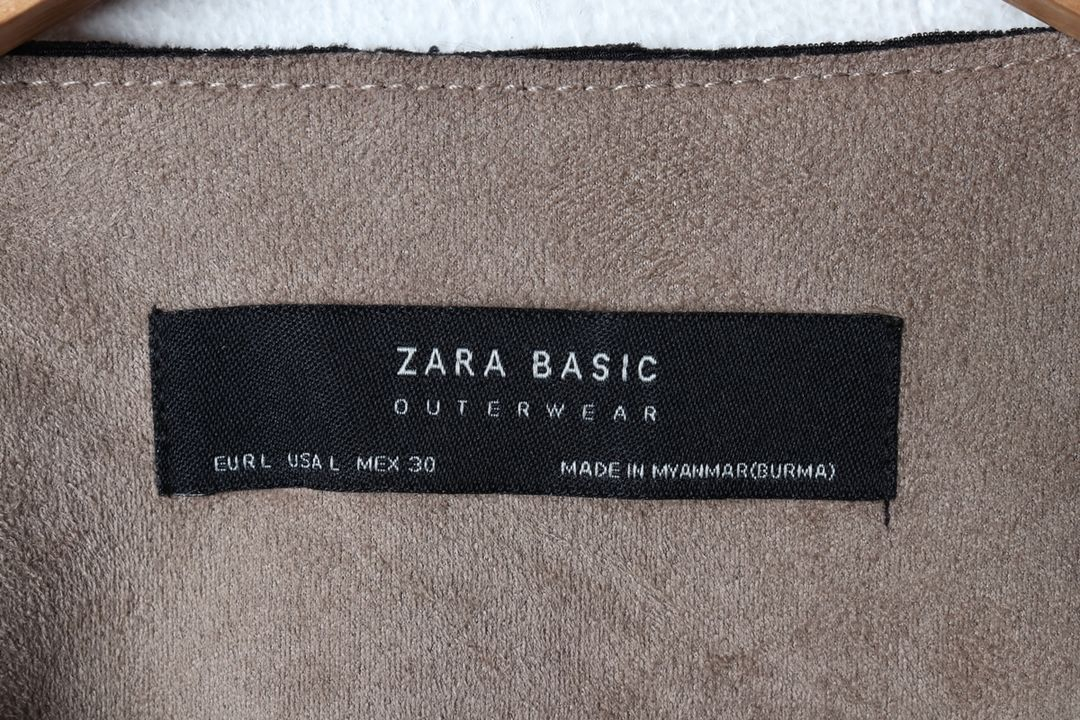 ZARA BASIC
OUTERWEAR
EUR L USA L MEX 30 MADE IN MYANMAR(BURMA)